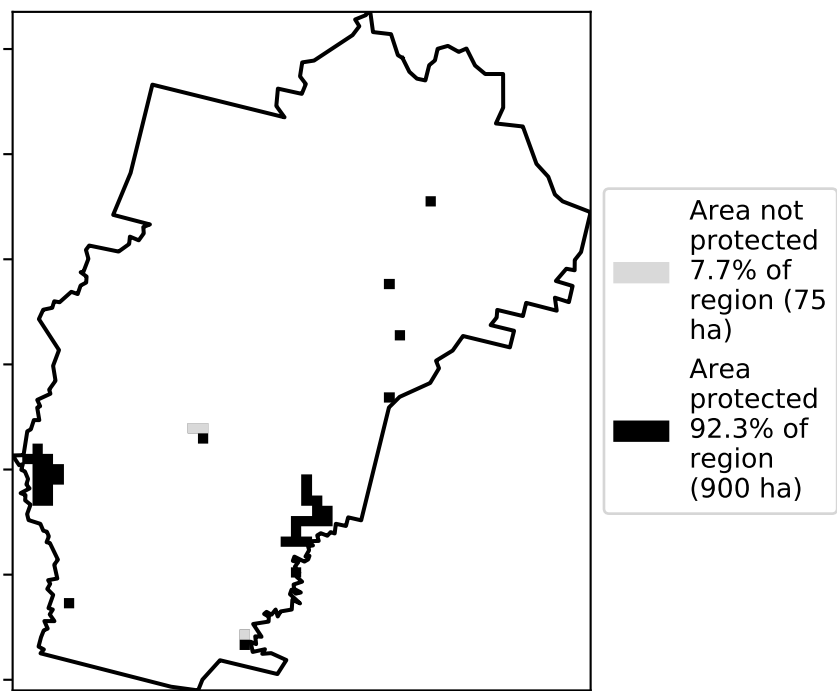 Area not
protected
7.7% of
region (75
ha)
Area
protected
92.3% of
region
(900 ha)